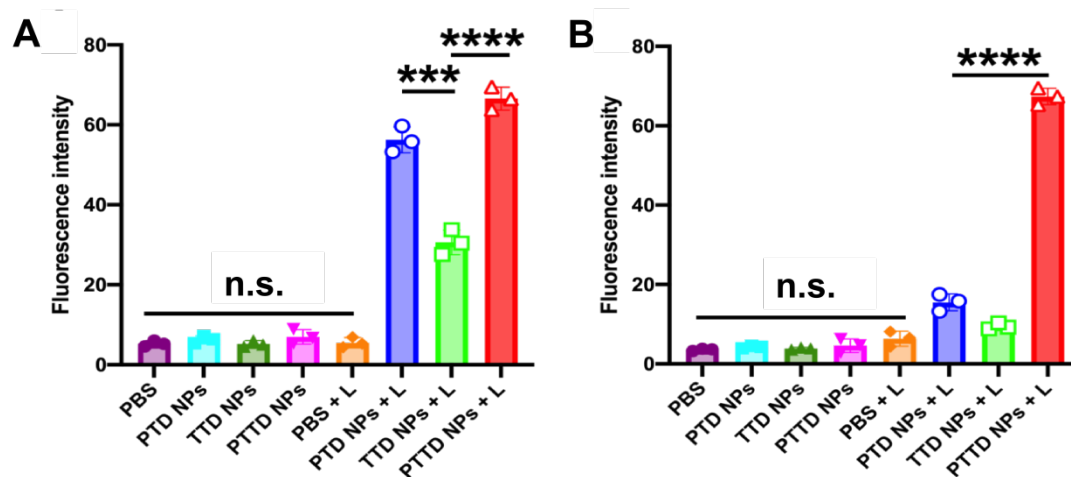 A
Fluorescence intensity
80
60
40
20
0
n.s.
***
****
PBS
PTD NPs
TTD NPs
PTTD NPs
PBS + L
PTD NPs + L
TTD NPs + L
PTTD NPs + L
B
Fluorescence intensity
80
60
40
20
0
n.s.
****
PBS
PTD NPs
TTD NPs
PTTD NPs
PBS + L
PTD NPs + L
TTD NPs + L
PTTD NPs + L